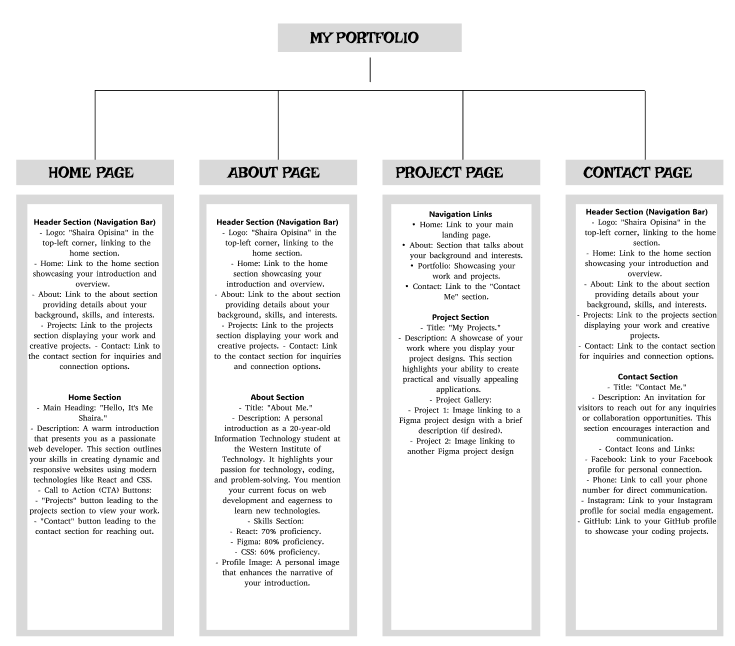 MY PORTFOLIO
HOME PAGE
Header Section (Navigation Bar)
- Logo: "Shaira Opisina" in the
top-left corner, linking to the
home section.
- Home: Link to the home section
showcasing your introduction and
overview.
- About: Link to the about section
providing details about your
background, skills, and interests.
- Projects: Link to the projects
section displaying your work and
creative projects. - Contact: Link to
the contact section for inquiries and
connection options.
Home Section
- Main Heading: "Hello, It's Me
Shaira."
- Description: A warm introduction
that presents you as a passionate
web developer. This section outlines
your skills in creating dynamic and
responsive websites using modern
technologies like React and CSS.
- Call to Action (CTA) Buttons:
- "Projects" button leading to the
projects section to view your work.
- "Contact" button leading to the
contact section for reaching out.
ABOUT PAGE
Header Section (Navigation Bar)
- Logo: "Shaira Opisina" in the
top-left corner, linking to the
home section.
- Home: Link to the home
section showcasing your
introduction and overview.
- About: Link to the about section
providing details about your
background, skills, and interests.
- Projects: Link to the projects
section displaying your work and
creative projects. - Contact: Link
to the contact section for inquiries
and connection options.
About Section
- Title: "About Me."
- Description: A personal
introduction as a 20-year-old
Information Technology student at
the Western Institute of
Technology. It highlights your
passion for technology, coding,
and problem-solving. You mention
your current focus on web
development and eagerness to
learn new technologies.
- Skills Section:
- React: 70% proficiency.
- Figma: 80% proficiency.
- CSS: 60% proficiency.
- Profile Image: A personal image
that enhances the narrative of
your introduction.
PROJECT PAGE
Navigation Links
• Home: Link to your main
landing page.
• About: Section that talks about
your background and interests.
• Portfolio: Showcasing your
work and projects.
• Contact: Link to the "Contact
Me" section.
Project Section
- Title: "My Projects."
- Description: A showcase of your
work where you display your
project designs. This section
highlights your ability to create
practical and visually appealing
applications.
- Project Gallery:
- Project 1: Image linking to a
Figma project design with a brief
description (if desired).
- Project 2: Image linking to
another Figma project design
CONTACT PAGE
Header Section (Navigation Bar)
- Logo: "Shaira Opisina" in the
top-left corner, linking to the home
section.
- Home: Link to the home section
showcasing your introduction and
overview.
- About: Link to the about section
providing details about your
background, skills, and interests.
- Projects: Link to the projects section
displaying your work and creative
projects.
- Contact: Link to the contact section
for inquiries and connection options.
Contact Section
- Title: "Contact Me."
- Description: An invitation for
visitors to reach out for any inquiries
or collaboration opportunities. This
section encourages interaction and
communication.
- Contact Icons and Links:
- Facebook: Link to your Facebook
profile for personal connection.
- Phone: Link to call your phone
number for direct communication.
- Instagram: Link to your Instagram
profile for social media engagement.
- GitHub: Link to your GitHub profile
to showcase your coding projects.